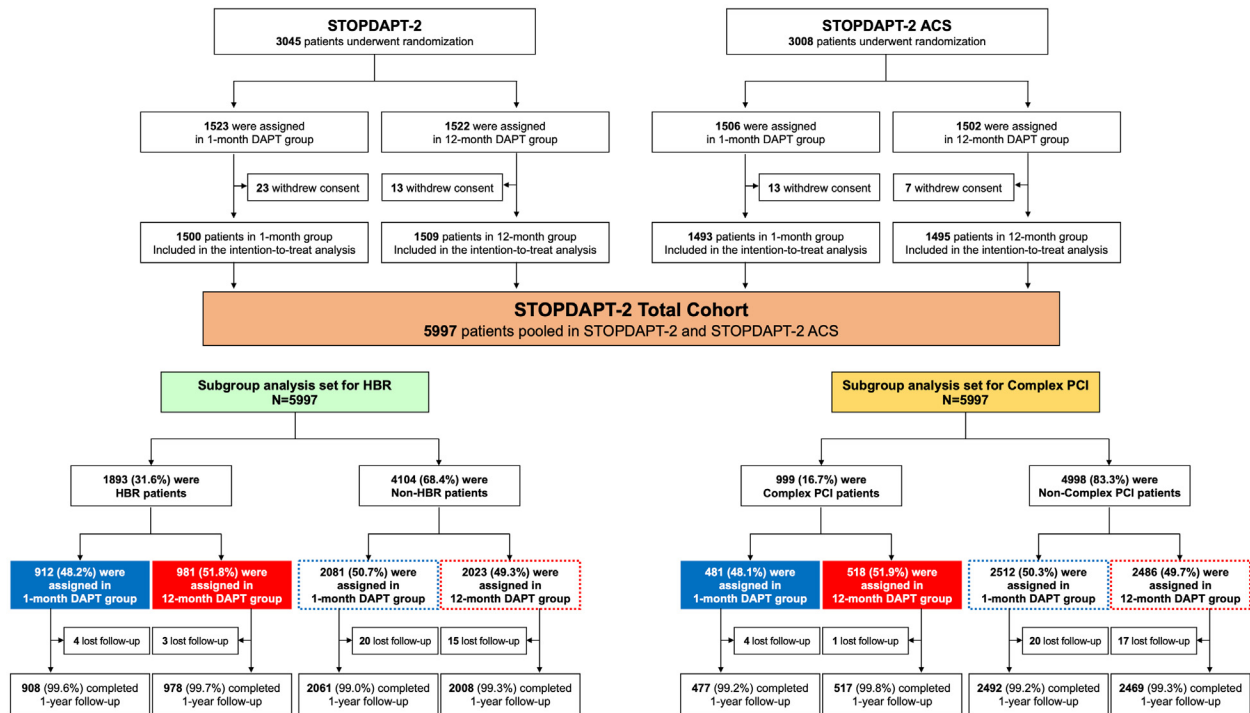 STOPDAPT-2
3045 patients underwent randomization
STOPDAPT-2 ACS
3008 patients underwent randomization
1523 were assigned
in 1-month DAPT group
1522 were assigned
in 12-month DAPT group
1506 were assigned
in 1-month DAPT group
1502 were assigned
in 12-month DAPT group
23 withdrew consent
13 withdrew consent
13 withdrew consent
7 withdrew consent
1500 patients in 1-month group
Included in the intention-to-treat analysis
1509 patients in 12-month group
Included in the intention-to-treat analysis
1493 patients in 1-month group
Included in the intention-to-treat analysis
1495 patients in 12-month group
Included in the intention-to-treat analysis
STOPDAPT-2 Total Cohort
5997 patients pooled in STOPDAPT-2 and STOPDAPT-2 ACS
Subgroup analysis set for HBR
N=5997
Subgroup analysis set for Complex PCI
N=5997
1893 (31.6%) were
HBR patients
4104 (68.4%) were
Non-HBR patients
999 (16.7%) were
Complex PCI patients
4998 (83.3%) were
Non-Complex PCI patients
912 (48.2%) were
assigned in
1-month DAPT group
981 (51.8%) were
assigned in
12-month DAPT group
2081 (50.7%) were
assigned in
1-month DAPT group
2023 (49.3%) were
assigned in
12-month DAPT group
481 (48.1%) were
assigned in
1-month DAPT group
518 (51.9%) were
assigned in
12-month DAPT group
2512 (50.3%) were
assigned in
1-month DAPT group
2486 (49.7%) were
assigned in
12-month DAPT group
4 lost follow-up
3 lost follow-up
20 lost follow-up
15 lost follow-up
4 lost follow-up
1 lost follow-up
20 lost follow-up
17 lost follow-up
908 (99.6%) completed
1-year follow-up
978 (99.7%) completed
1-year follow-up
2061 (99.0%) completed
1-year follow-up
2008 (99.3%) completed
1-year follow-up
477 (99.2%) completed
1-year follow-up
517 (99.8%) completed
1-year follow-up
2492 (99.2%) completed
1-year follow-up
2469 (99.3%) completed
1-year follow-up